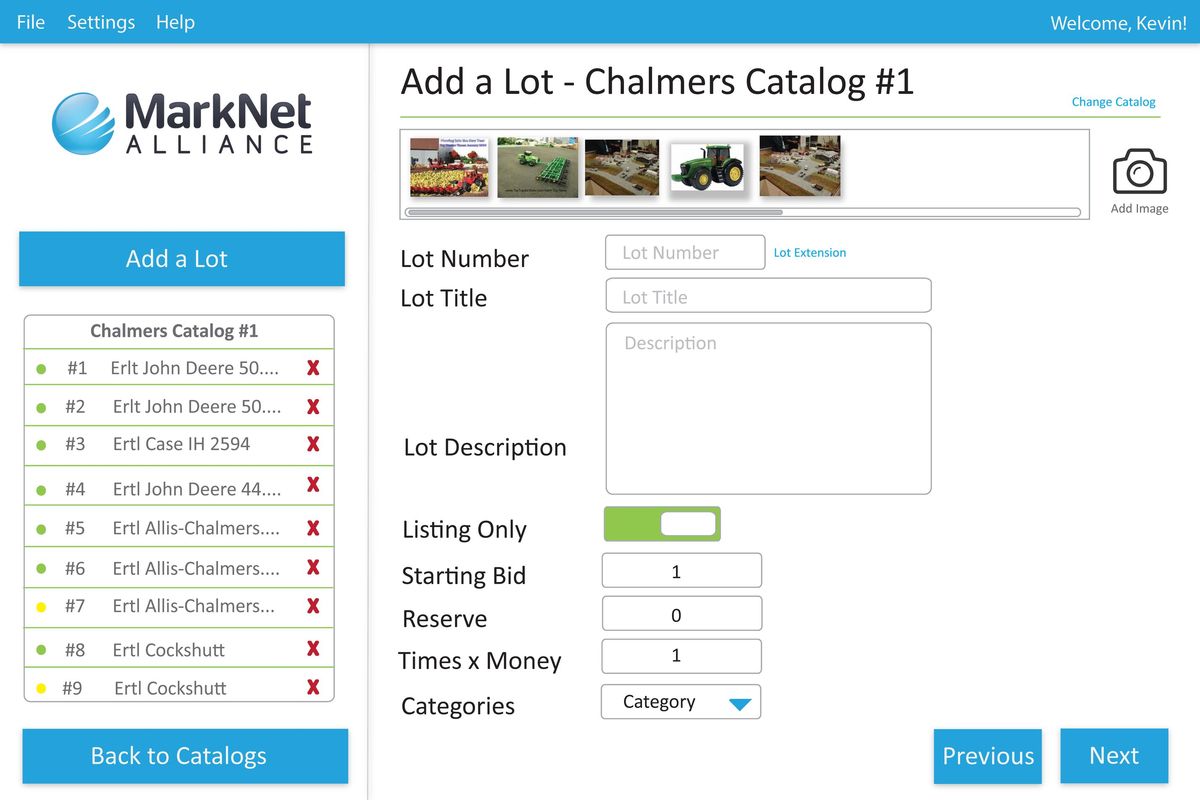 File Settings Help
Welcome, Kevin!
MarkNet
ALLIANCE
Add a Lot - Chalmers Catalog #1
Change Catalog
Add Image
Add a Lot
Chalmers Catalog #1
#1 Erlt John Deere 50.... X
#2 Erlt John Deere 50.... X
#3 Ertl Case IH 2594 X
#4 Ertl John Deere 44.... X
#5 Ertl Allis-Chalmers.... X
#6 Ertl Allis-Chalmers.... X
#7 Ertl Allis-Chalmers... X
#8 Ertl Cockshutt X
#9 Ertl Cockshutt X
Back to Catalogs
Lot Number Lot Number Lot Extension
Lot Title Lot Title
Lot Description Description
Listing Only
Starting Bid 1
Reserve 0
Times x Money 1
Categories Category
Previous Next